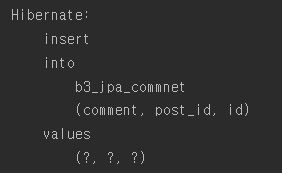 Hibernate:
insert
into
b3_jpa_commnet
(comment, post_id, id)
values
(?, ?, ?)